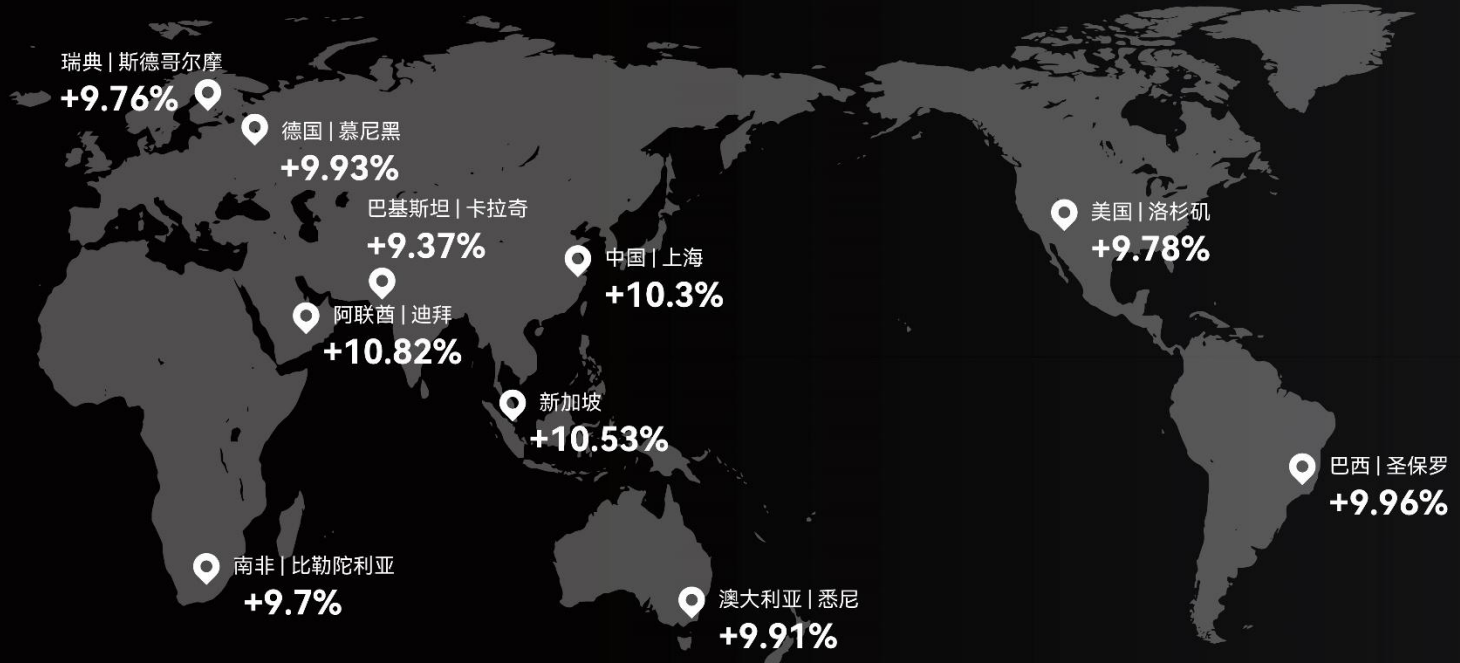 瑞典 | 斯德哥尔摩
+9.76%
德国 | 慕尼黑
+9.93%
巴基斯坦 | 卡拉奇
+9.37%
中国 | 上海
+10.3%
美国 | 洛杉矶
+9.78%
阿联酋 | 迪拜
+10.82%
新加坡
+10.53%
巴西 | 圣保罗
+9.96%
南非 | 比勒陀利亚
+9.7%
澳大利亚 | 悉尼
+9.91%